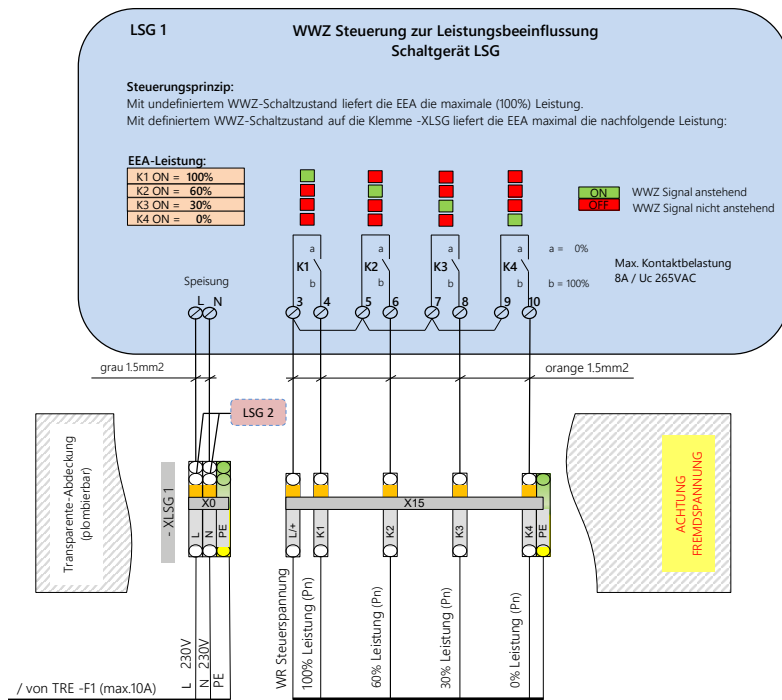 LSG 1
WWZ Steuerung zur Leistungsbeeinflussung
Schaltgerät LSG
Steuerungsprinzip:
Mit undefiniertem WWZ-Schaltzustand liefert die EEA die maximale (100%) Leistung.
Mit definiertem WWZ-Schaltzustand auf die Klemme -XLSG liefert die EEA maximal die nachfolgende Leistung:
EEA-Leistung:
K1 ON = 100%
K2 ON = 60%
K3 ON = 30%
K4 ON = 0%
ON WWZ Signal anstehend
OFF WWZ Signal nicht anstehend
a a a a a = 0%
K1 K2 K3 K4
Max. Kontaktbelastung
8A / Uc 265VAC
b b b b b = 100%
Speisung
L N 3 4 5 6 7 8 9 10
grau 1.5mm2
orange 1.5mm2
LSG 2
Transparente-Abdeckung
(plombierbar)
- XLSG 1
X0
L N PE
X15
L/+ K1 K2 K3 K4 PE
ACHTUNG
FREMDSPANNUNG
L 230V
N 230V
PE
WR Steuerspannung
100% Leistung (Pn)
60% Leistung (Pn)
30% Leistung (Pn)
0% Leistung (Pn)
/ von TRE -F1 (max.10A)